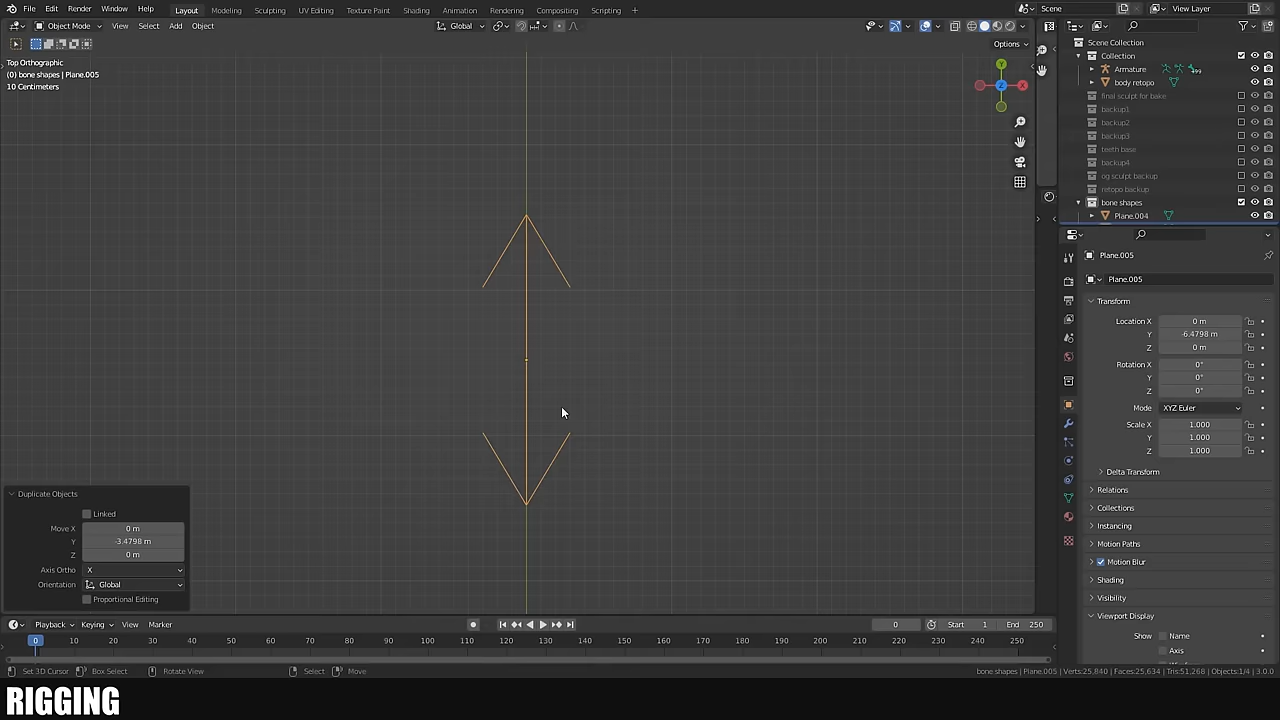 File Edit Render Window Help Layout Modeling Sculpting UV Editing Texture Paint Shading Animation Rendering Compositing Scripting + Scene View Layer
Object Mode View Select Add Object Global
Options
Top Orthographic
(0) bone shapes | Plane.005
10 Centimeters
Y
Z
X
Scene Collection
Collection
Armature
body retopo
final sculpt for bake
backup1
backup2
backup3
teeth base
backup4
og sculpt backup
retopo backup
bone shapes
Plane.004
Plane.005
Plane.005
Transform
Location X 0 m
Y -6.4798 m
Z 0 m
Rotation X 0°
Y 0°
Z 0°
Mode XYZ Euler
Scale X 1.000
Y 1.000
Z 1.000
Delta Transform
Relations
Collections
Instancing
Motion Paths
Motion Blur
Shading
Visibility
Viewport Display
Show Name
Axis
Duplicate Objects
Linked
Move X 0 m
Y -3.4798 m
Z 0 m
Axis Ortho X
Orientation Global
Proportional Editing
Playback Keying View Marker 0 Start 1 End 250
0 10 20 30 40 50 60 70 80 90 100 110 120 130 140 150 160 170 180 190 200 210 220 230 240 250
Set 3D Cursor Box Select Rotate View Select Move bone shapes | Plane.005 | Verts:25,840 | Faces:25,634 | Tris:51,268 | Objects:1/4 | 3.0.0
RIGGING